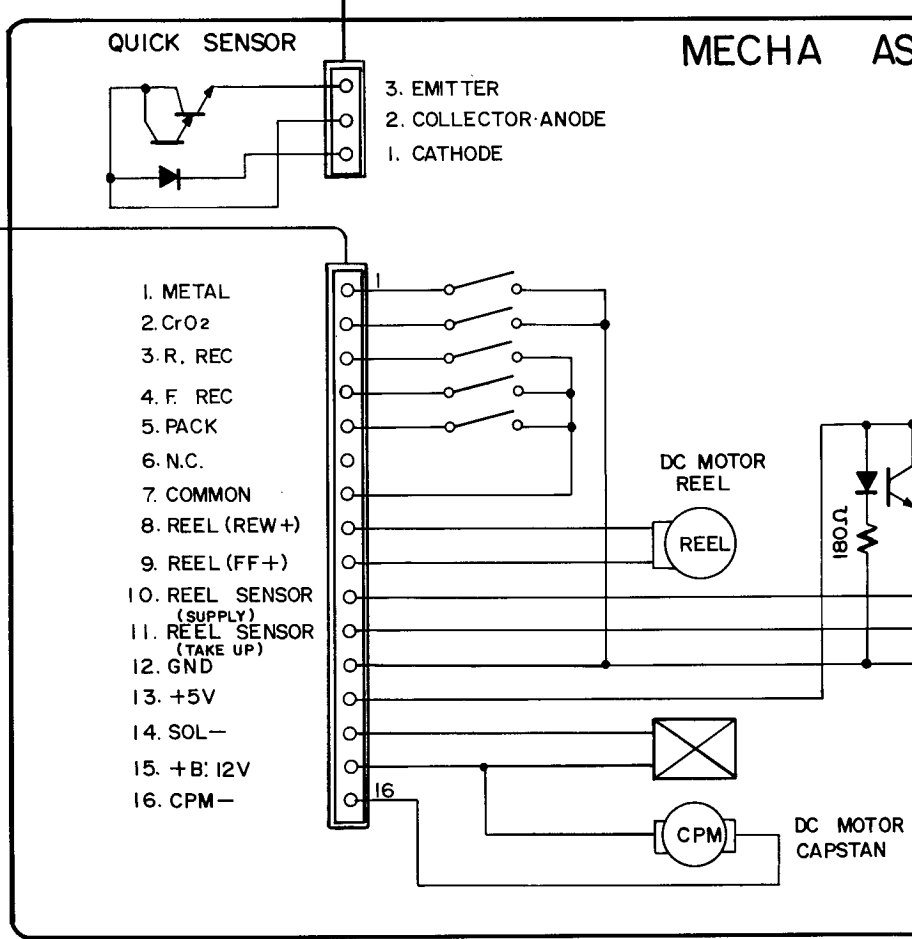 QUICK SENSOR
MECHA AS
3. EMITTER
2. COLLECTOR·ANODE
1. CATHODE
1
1. METAL
2. CrO2
3. R. REC
4. F. REC
5. PACK
6. N.C.
7. COMMON
8. REEL (REW+)
9. REEL (FF+)
10. REEL SENSOR
(SUPPLY)
11. REEL SENSOR
(TAKE UP)
12. GND
13. +5V
14. SOL–
15. +B: 12V
16. CPM–
16
DC MOTOR
REEL
REEL
180Ω
CPM
DC MOTOR
CAPSTAN